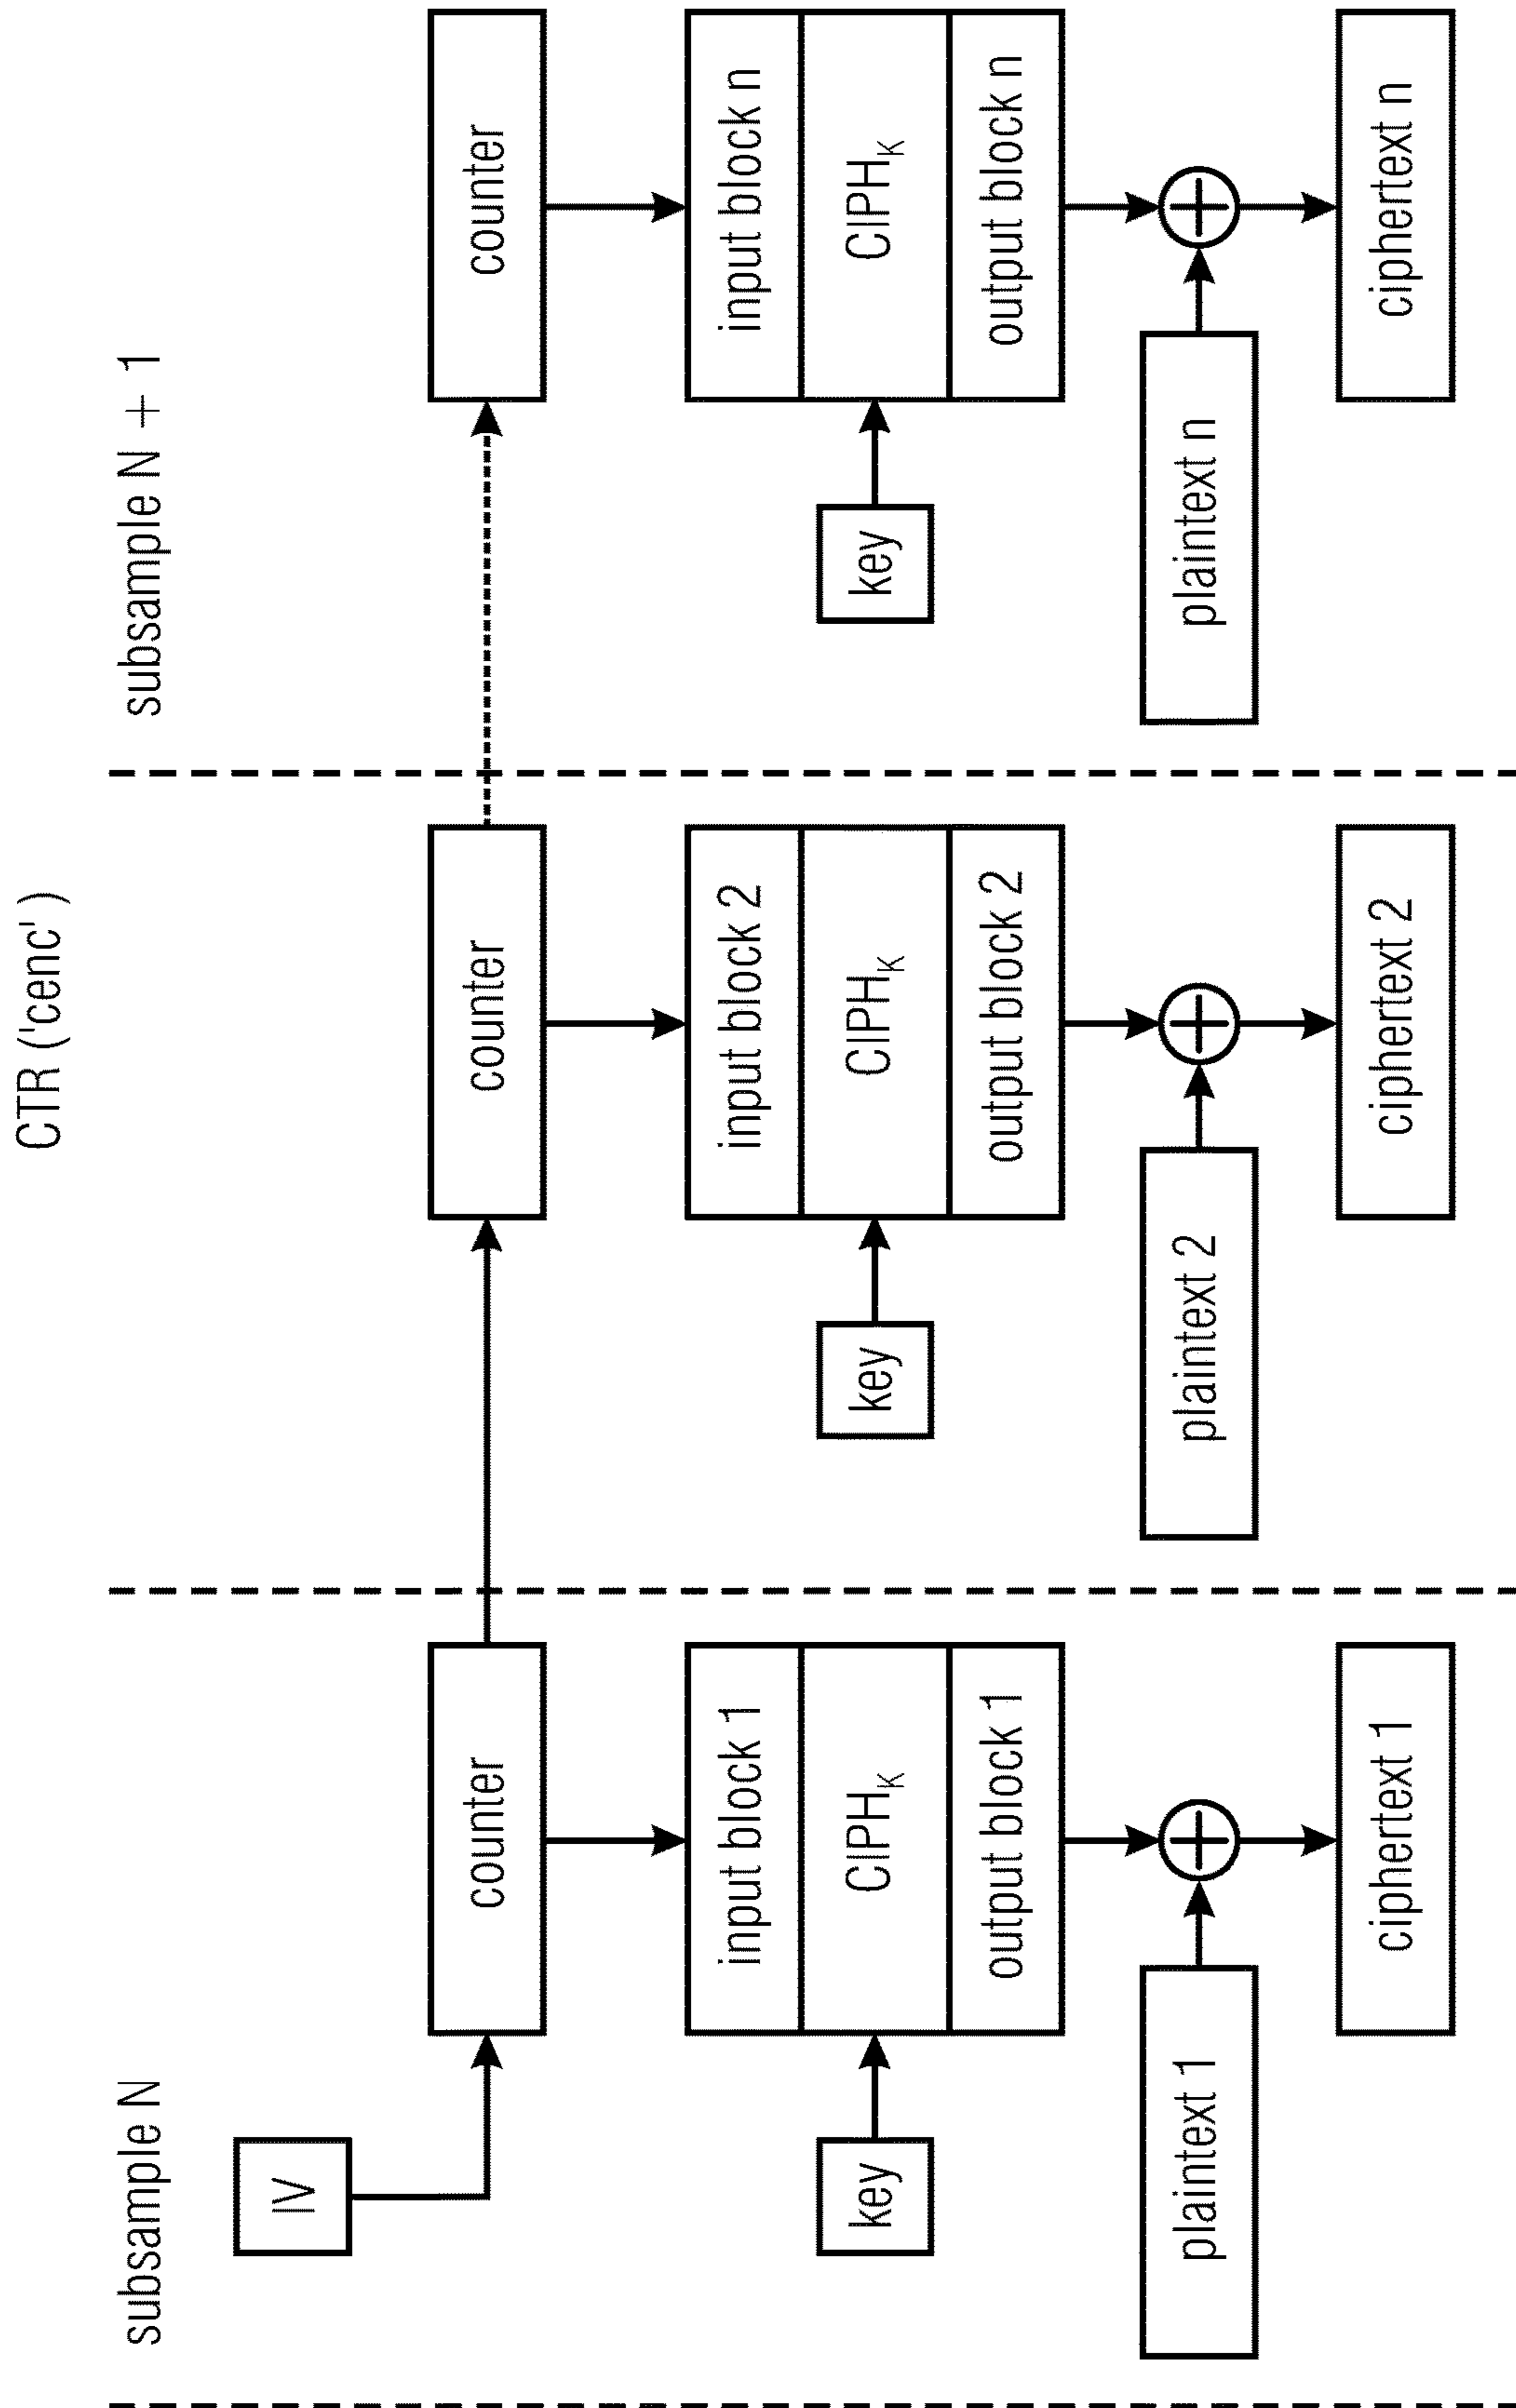 CTR ('cenc')
subsample N
subsample N + 1
IV
counter
counter
counter
input block 1
input block 2
input block n
key
CIPHK
key
CIPHK
key
CIPHK
output block 1
output block 2
output block n
plaintext 1
plaintext 2
plaintext n
ciphertext 1
ciphertext 2
ciphertext n